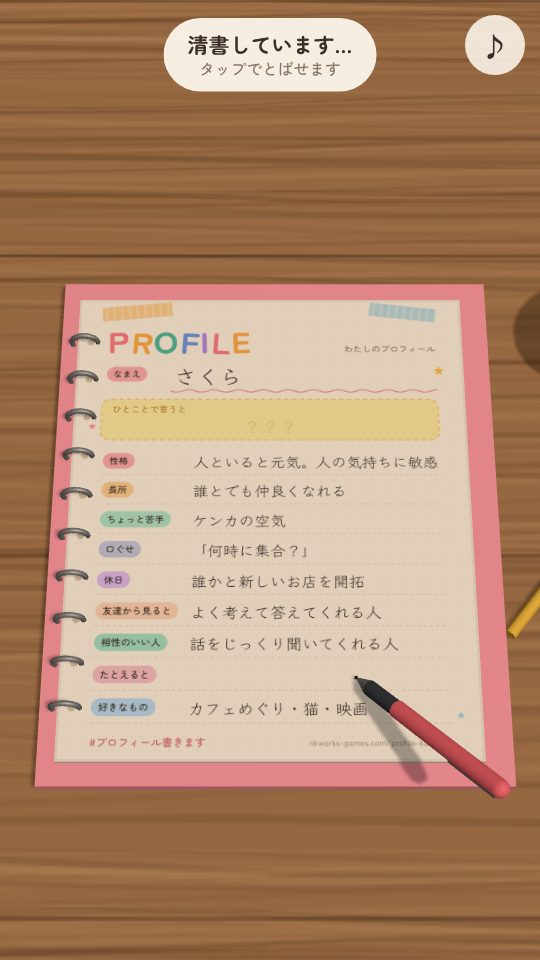 清書しています…
タップでとばせます
♪
PROFILE
わたしのプロフィール
なまえ さくら
ひとことで言うと
？？？
性格 人といると元気。人の気持ちに敏感
長所 誰とでも仲良くなれる
ちょっと苦手 ケンカの空気
口ぐせ 「何時に集合？」
休日 誰かと新しいお店を開拓
友達から見ると よく考えて答えてくれる人
相性のいい人 話をじっくり聞いてくれる人
たとえると
好きなもの カフェめぐり・猫・映画
#プロフィール書きます